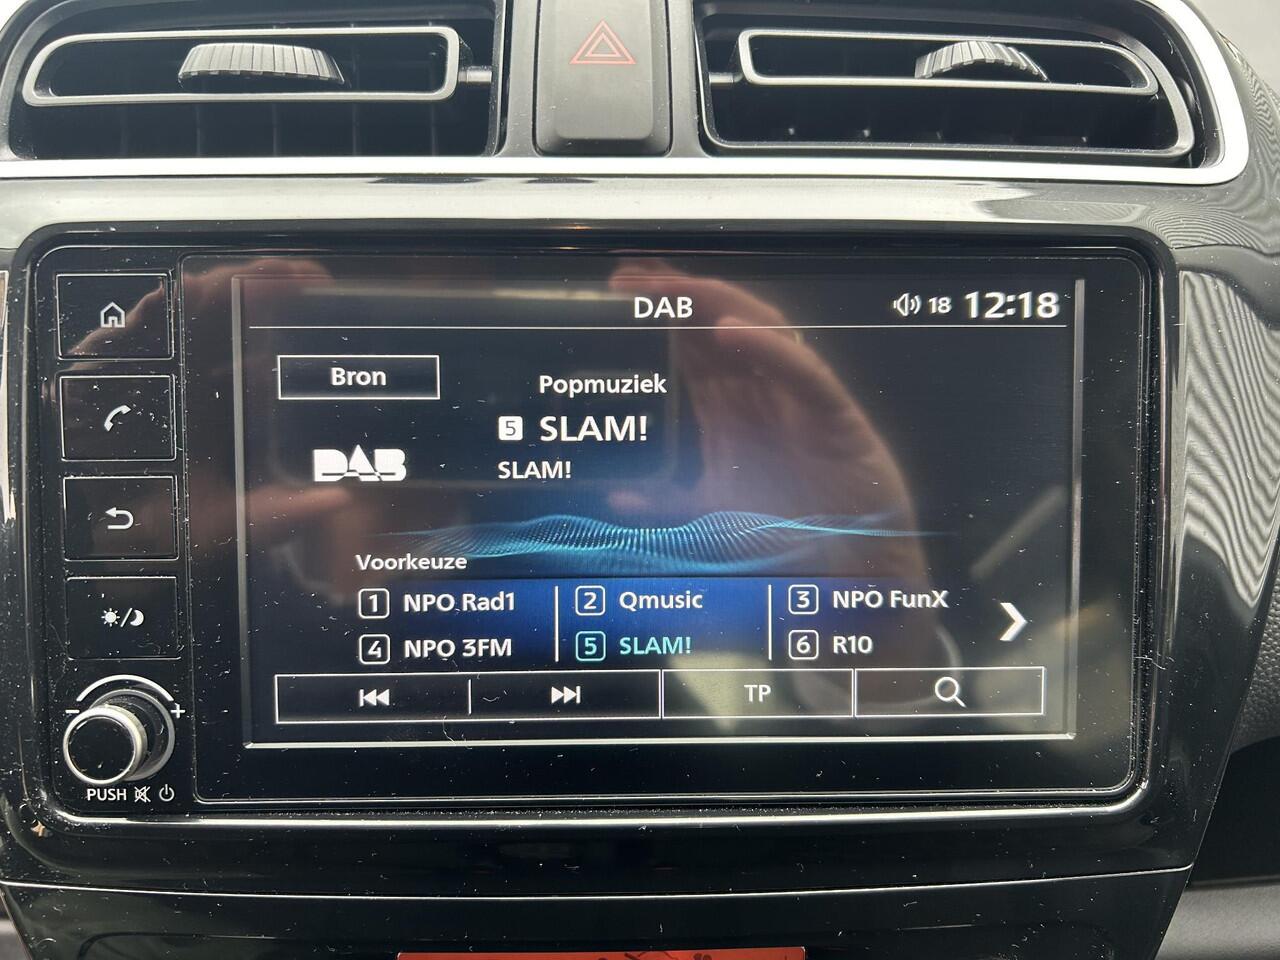 DAB
18 12:18
Bron
Popmuziek
5 SLAM!
DAB
SLAM!
Voorkeuze
1 NPO Rad1
2 Qmusic
3 NPO FunX
4 NPO 3FM
5 SLAM!
6 R10
TP
- +
PUSH